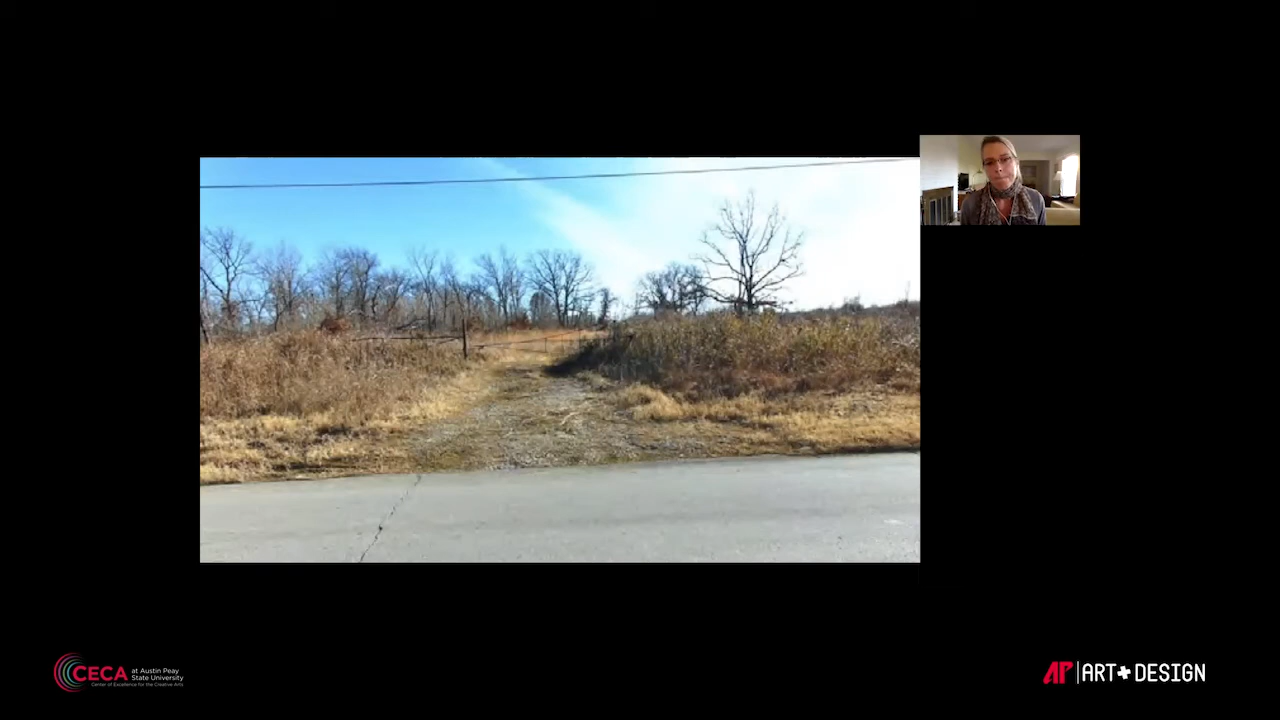 CECA
at Austin Peay
State University
Center of Excellence for the Creative Arts
AP ART+DESIGN